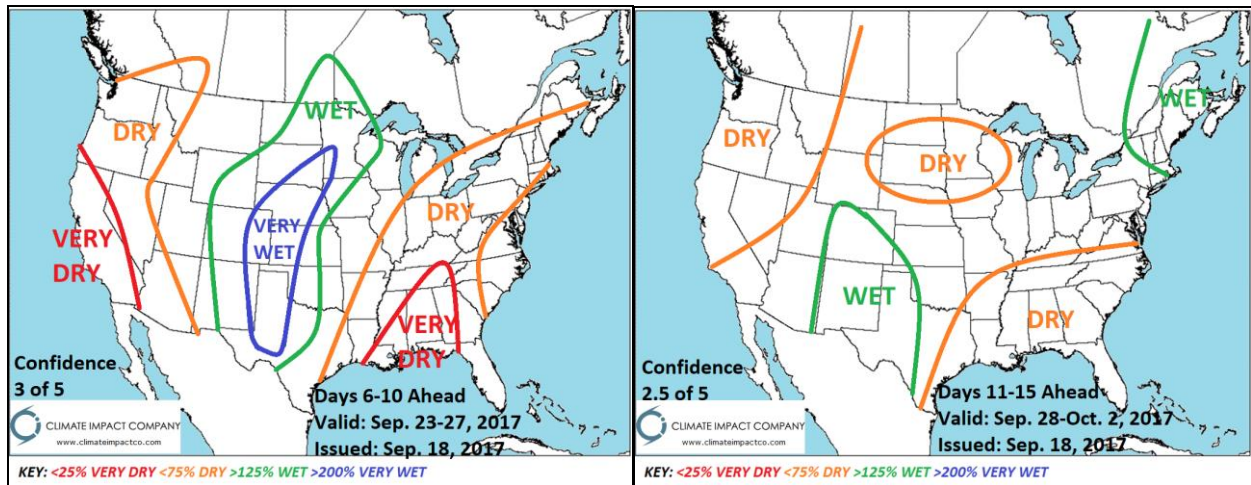 WET
DRY
VERY
WET
DRY
VERY
DRY
VERY
DRY
Confidence
3 of 5
Days 6-10 Ahead
Valid: Sep. 23-27, 2017
Issued: Sep. 18, 2017
CLIMATE IMPACT COMPANY
www.climateimpactco.com
KEY: <25% VERY DRY <75% DRY >125% WET >200% VERY WET
WET
DRY
DRY
WET
DRY
Confidence
2.5 of 5
Days 11-15 Ahead
Valid: Sep. 28-Oct. 2, 2017
Issued: Sep. 18, 2017
CLIMATE IMPACT COMPANY
www.climateimpactco.com
KEY: <25% VERY DRY <75% DRY >125% WET >200% VERY WET